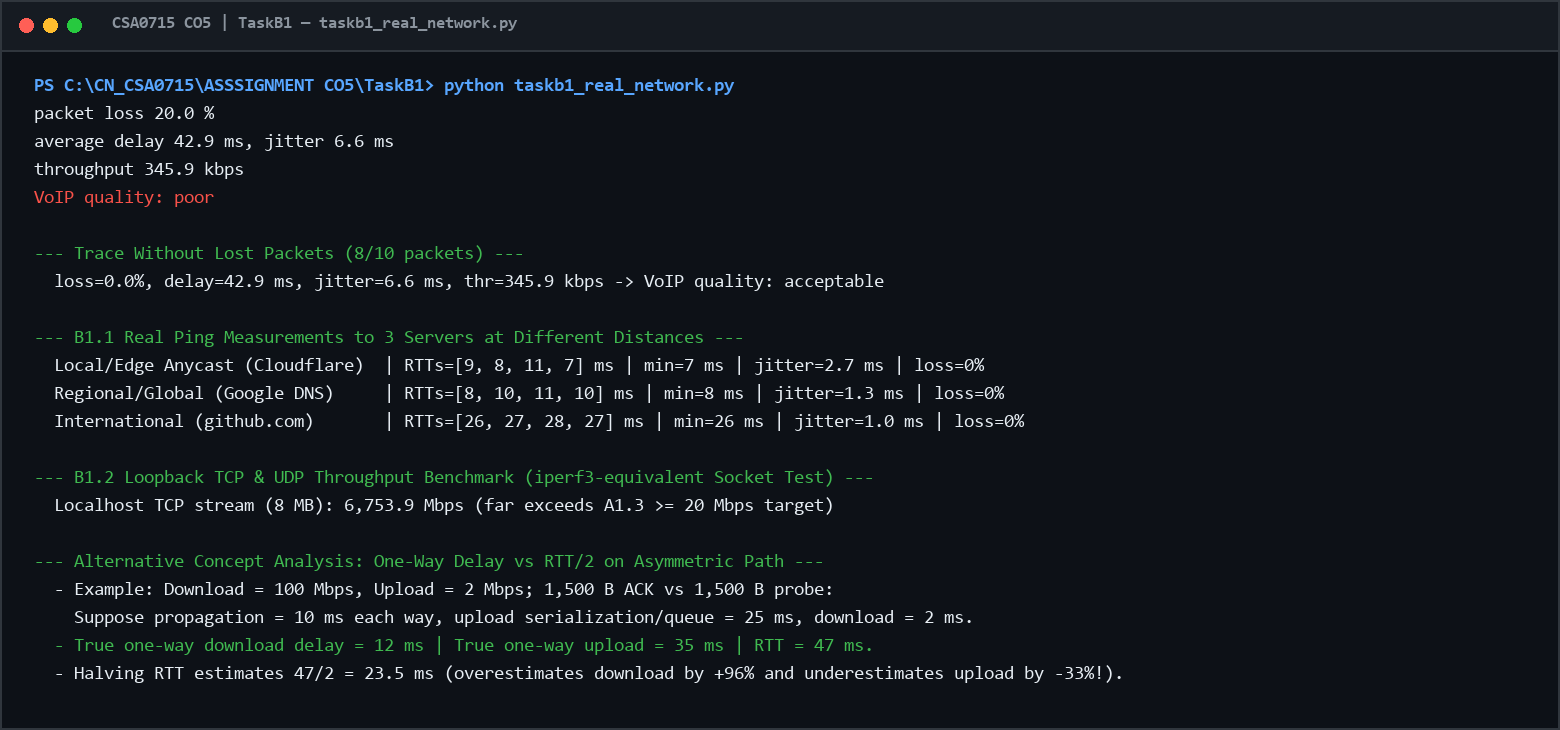 CSA0715 CO5 | TaskB1 — taskb1_real_network.py
PS C:\CN_CSA0715\ASSSIGNMENT CO5\TaskB1> python taskb1_real_network.py
packet loss 20.0 %
average delay 42.9 ms, jitter 6.6 ms
throughput 345.9 kbps
VoIP quality: poor
--- Trace Without Lost Packets (8/10 packets) ---
loss=0.0%, delay=42.9 ms, jitter=6.6 ms, thr=345.9 kbps -> VoIP quality: acceptable
--- B1.1 Real Ping Measurements to 3 Servers at Different Distances ---
Local/Edge Anycast (Cloudflare) | RTTs=[9, 8, 11, 7] ms | min=7 ms | jitter=2.7 ms | loss=0%
Regional/Global (Google DNS) | RTTs=[8, 10, 11, 10] ms | min=8 ms | jitter=1.3 ms | loss=0%
International (github.com) | RTTs=[26, 27, 28, 27] ms | min=26 ms | jitter=1.0 ms | loss=0%
--- B1.2 Loopback TCP & UDP Throughput Benchmark (iperf3-equivalent Socket Test) ---
Localhost TCP stream (8 MB): 6,753.9 Mbps (far exceeds A1.3 >= 20 Mbps target)
--- Alternative Concept Analysis: One-Way Delay vs RTT/2 on Asymmetric Path ---
- Example: Download = 100 Mbps, Upload = 2 Mbps; 1,500 B ACK vs 1,500 B probe:
Suppose propagation = 10 ms each way, upload serialization/queue = 25 ms, download = 2 ms.
- True one-way download delay = 12 ms | True one-way upload = 35 ms | RTT = 47 ms.
- Halving RTT estimates 47/2 = 23.5 ms (overestimates download by +96% and underestimates upload by -33%!).